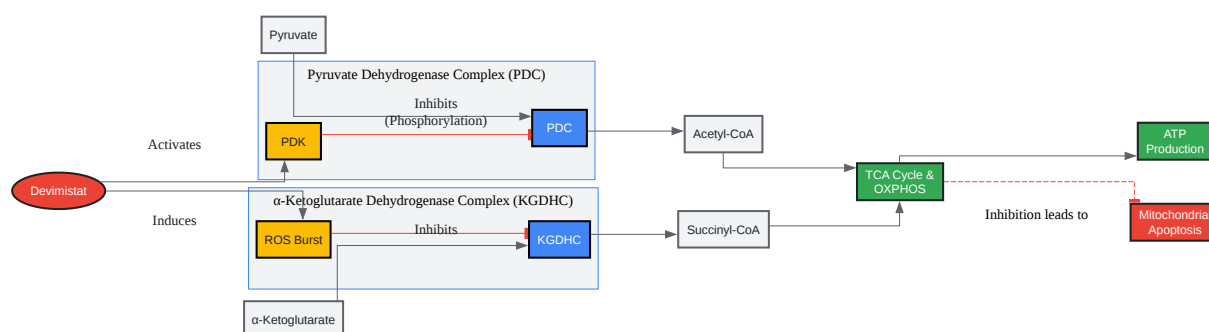 Pyruvate
Pyruvate Dehydrogenase Complex (PDC)
Inhibits
(Phosphorylation)
PDK
PDC
Activates
Acetyl-CoA
ATP
Production
TCA Cycle &
OXPHOS
Devimistat
Induces
α-Ketoglutarate Dehydrogenase Complex (KGDHC)
Inhibits
ROS Burst
KGDHC
Succinyl-CoA
Inhibition leads to
Mitochondrial
Apoptosis
α-Ketoglutarate